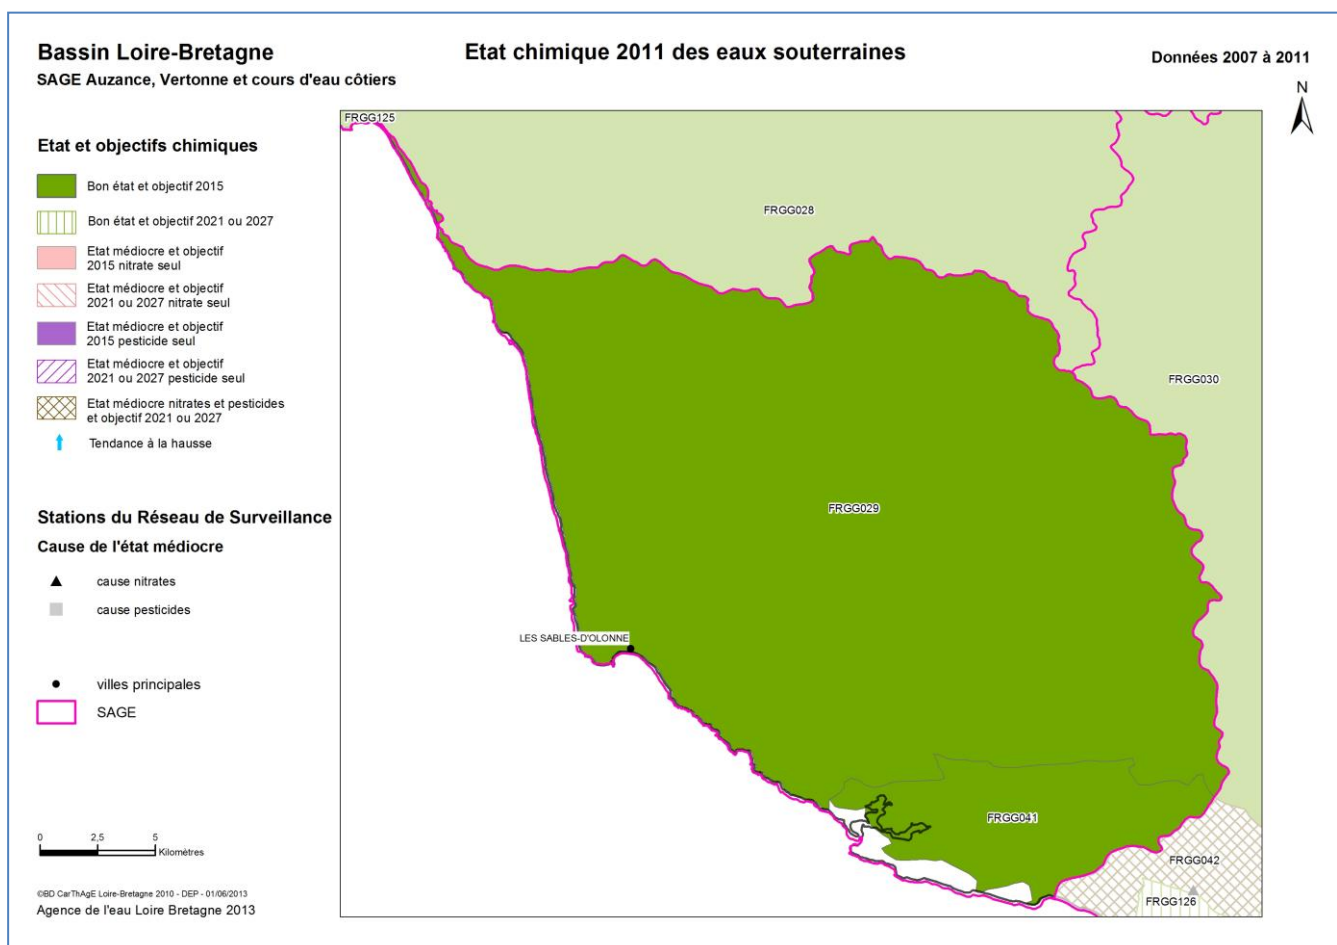 Bassin Loire-Bretagne
SAGE Auzance, Vertonne et cours d'eau côtiers
Etat chimique 2011 des eaux souterraines
Données 2007 à 2011
N
Etat et objectifs chimiques
Bon état et objectif 2015
Bon état et objectif 2021 ou 2027
Etat médiocre et objectif
2015 nitrate seul
Etat médiocre et objectif
2021 ou 2027 nitrate seul
Etat médiocre et objectif
2015 pesticide seul
Etat médiocre et objectif
2021 ou 2027 pesticide seul
Etat médiocre nitrates et pesticides
et objectif 2021 ou 2027
Tendance à la hausse
Stations du Réseau de Surveillance
Cause de l'état médiocre
cause nitrates
cause pesticides
villes principales
SAGE
0 2,5 5
Kilomètres
©BD CarThAgE Loire-Bretagne 2010 - DEP - 01/06/2013
Agence de l'eau Loire Bretagne 2013
FRGG125
FRGG028
FRGG030
FRGG029
LES SABLES-D'OLONNE
FRGG041
FRGG042
FRGG126